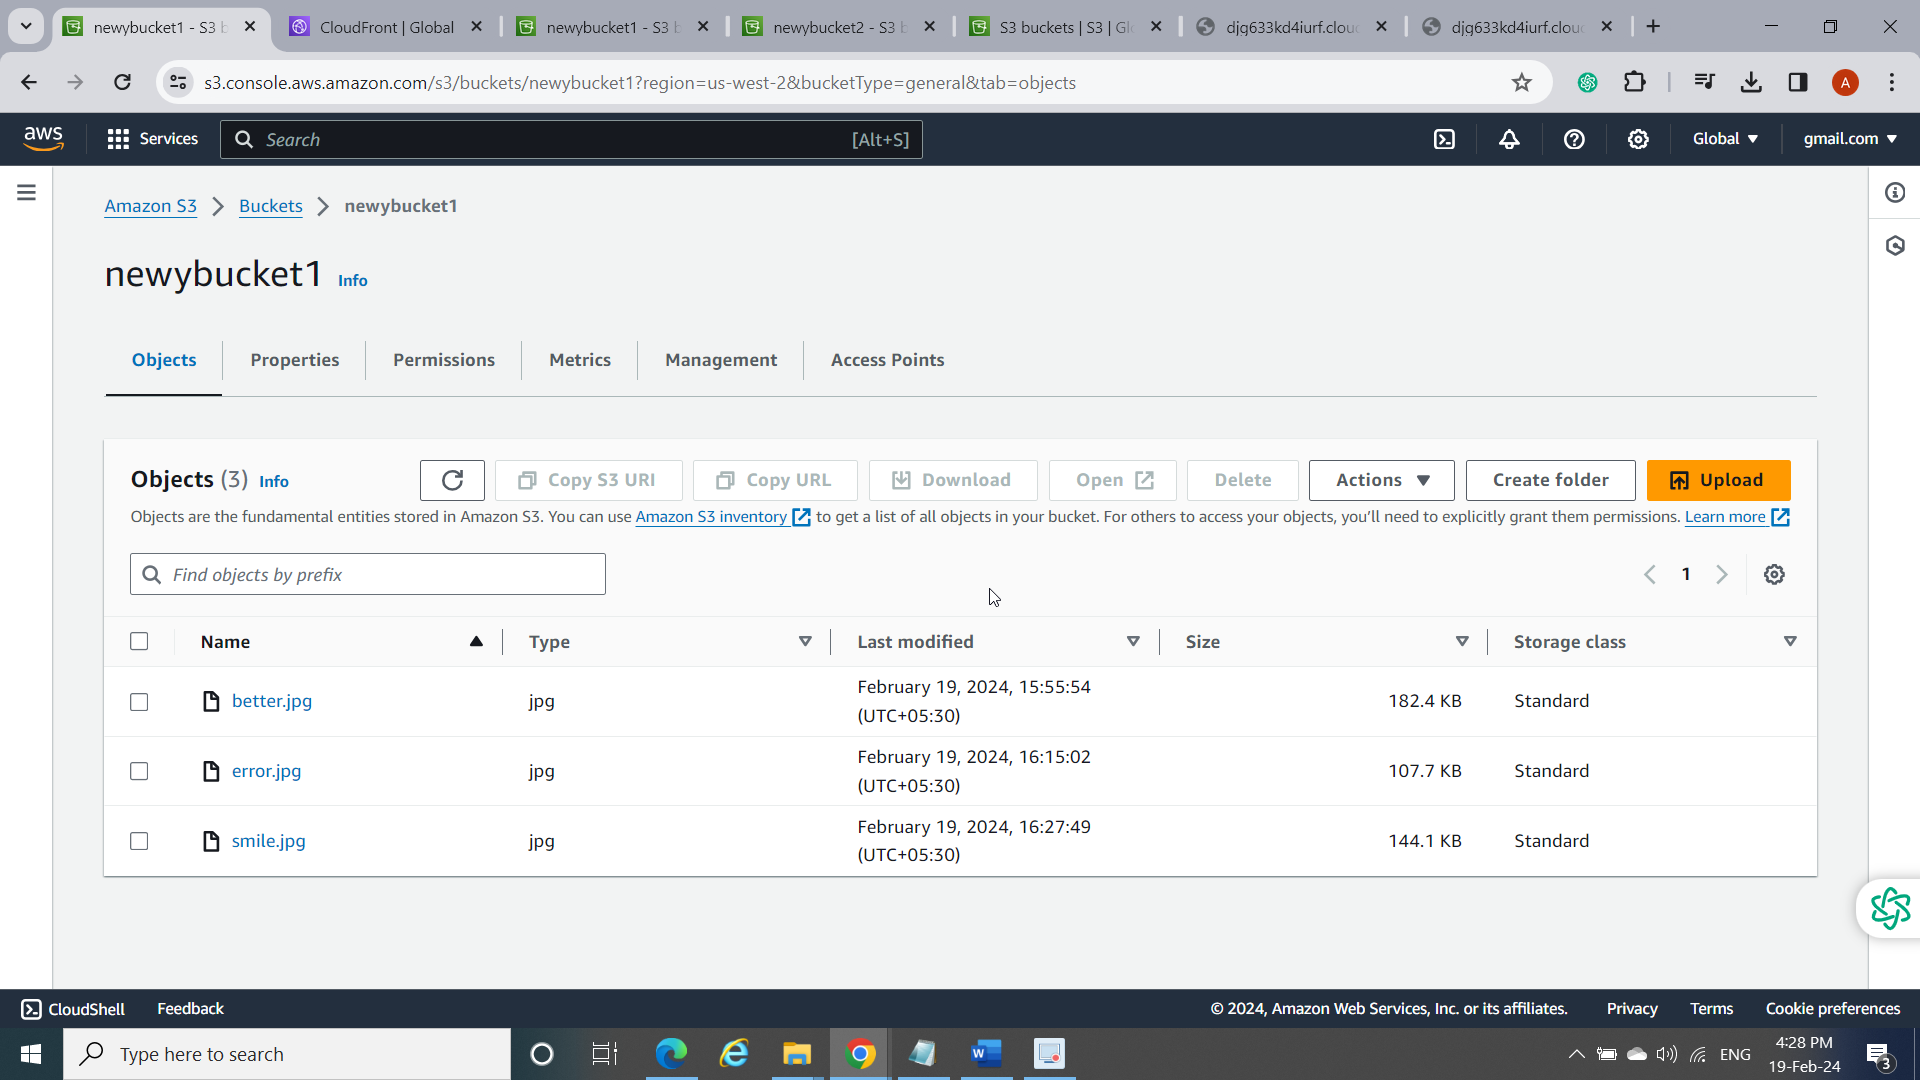 newybucket1 - S3 b
CloudFront | Global
newybucket1 - S3 b
newybucket2 - S3 b
S3 buckets | S3 | Gl
djg633kd4iurf.clou
djg633kd4iurf.clou
s3.console.aws.amazon.com/s3/buckets/newybucket1?region=us-west-2&bucketType=general&tab=objects
A
aws
Services
Search
[Alt+S]
Global
gmail.com
Amazon S3
Buckets
newybucket1
newybucket1 Info
Objects
Properties
Permissions
Metrics
Management
Access Points
Objects (3) Info
Copy S3 URI
Copy URL
Download
Open
Delete
Actions
Create folder
Upload
Objects are the fundamental entities stored in Amazon S3. You can use Amazon S3 inventory to get a list of all objects in your bucket. For others to access your objects, you’ll need to explicitly grant them permissions. Learn more
Find objects by prefix
1
Name
Type
Last modified
Size
Storage class
better.jpg
jpg
February 19, 2024, 15:55:54
(UTC+05:30)
182.4 KB
Standard
error.jpg
jpg
February 19, 2024, 16:15:02
(UTC+05:30)
107.7 KB
Standard
smile.jpg
jpg
February 19, 2024, 16:27:49
(UTC+05:30)
144.1 KB
Standard
CloudShell
Feedback
© 2024, Amazon Web Services, Inc. or its affiliates.
Privacy
Terms
Cookie preferences
Type here to search
W
ENG
4:28 PM
19-Feb-24
3